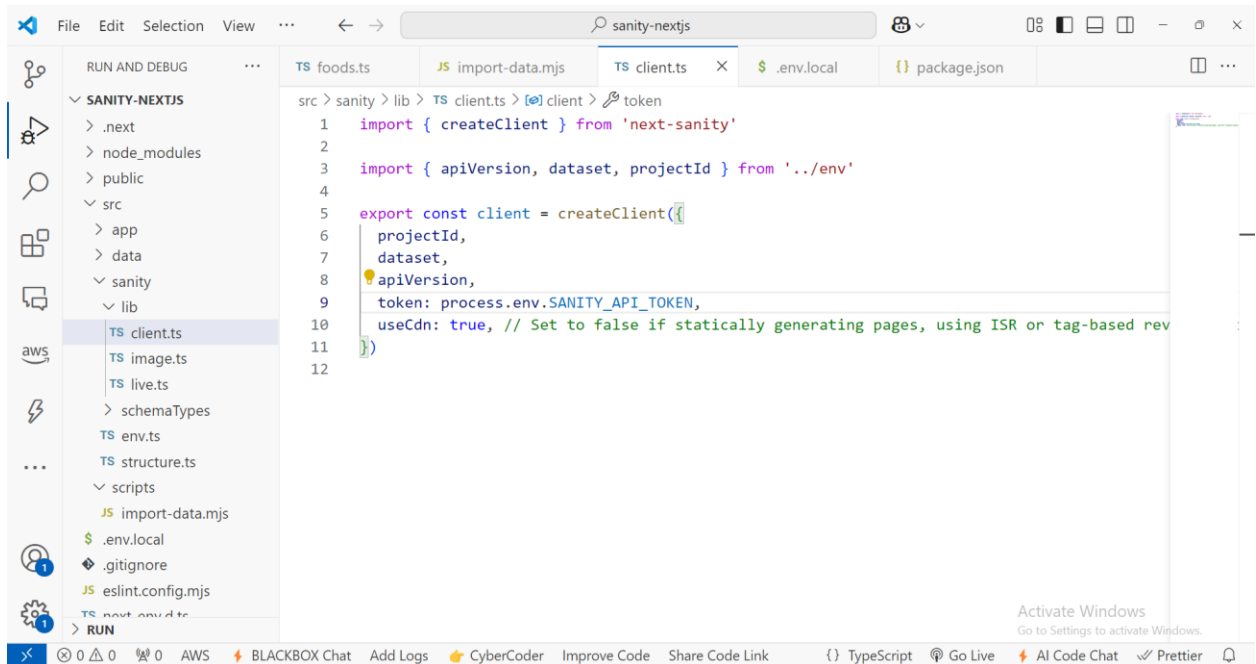 File Edit Selection View ··· sanity-nextjs
RUN AND DEBUG ···
SANITY-NEXTJS
.next
node_modules
public
src
app
data
sanity
lib
TS client.ts
TS image.ts
TS live.ts
schemaTypes
TS env.ts
TS structure.ts
scripts
JS import-data.mjs
$ .env.local
.gitignore
JS eslint.config.mjs
TS next-env.d.ts
RUN
aws
1
1
TS foods.ts JS import-data.mjs TS client.ts $ .env.local {} package.json
src > sanity > lib > TS client.ts > client > token
1 import { createClient } from 'next-sanity'
2
3 import { apiVersion, dataset, projectId } from '../env'
4
5 export const client = createClient({
6 projectId,
7 dataset,
8 apiVersion,
9 token: process.env.SANITY_API_TOKEN,
10 useCdn: true, // Set to false if statically generating pages, using ISR or tag-based rev
11 })
12
Activate Windows
Go to Settings to activate Windows.
0 0 0 AWS BLACKBOX Chat Add Logs CyberCoder Improve Code Share Code Link {} TypeScript Go Live AI Code Chat Prettier